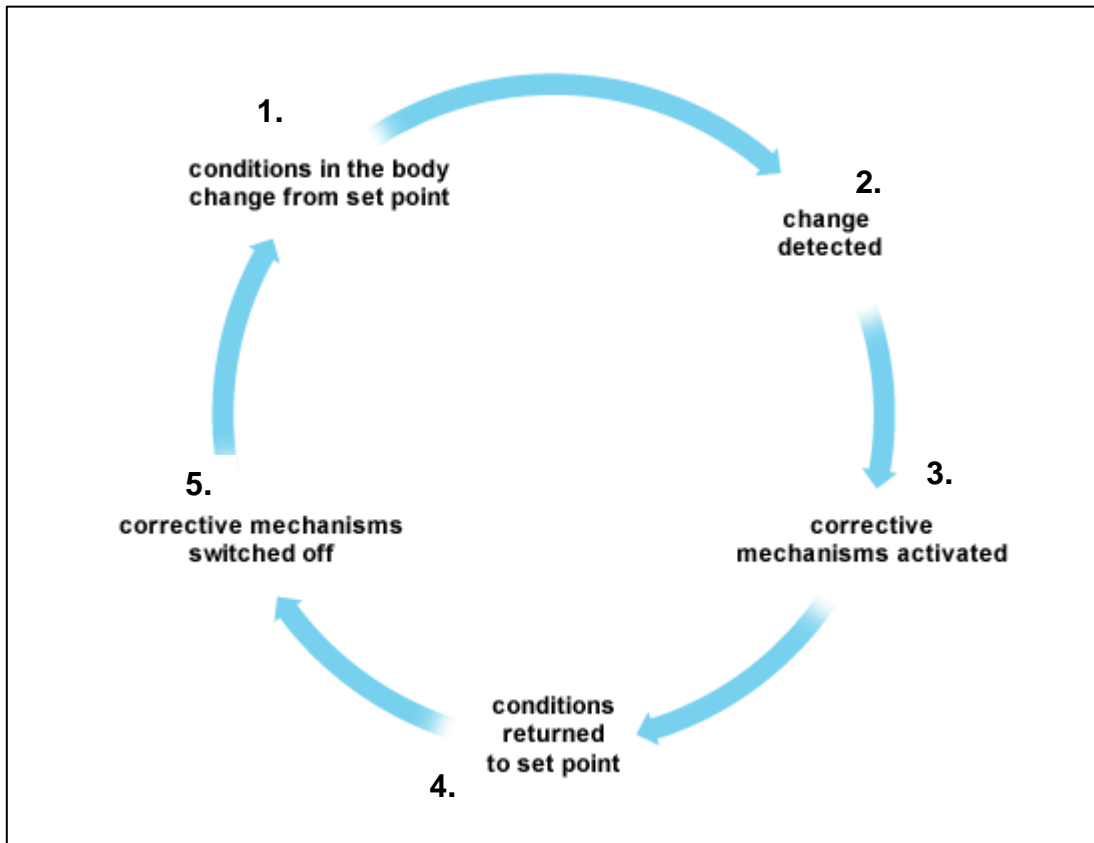 1.
conditions in the body
change from set point
2.
change
detected
3.
corrective
mechanisms activated
conditions
returned
to set point
4.
5.
corrective mechanisms
switched off